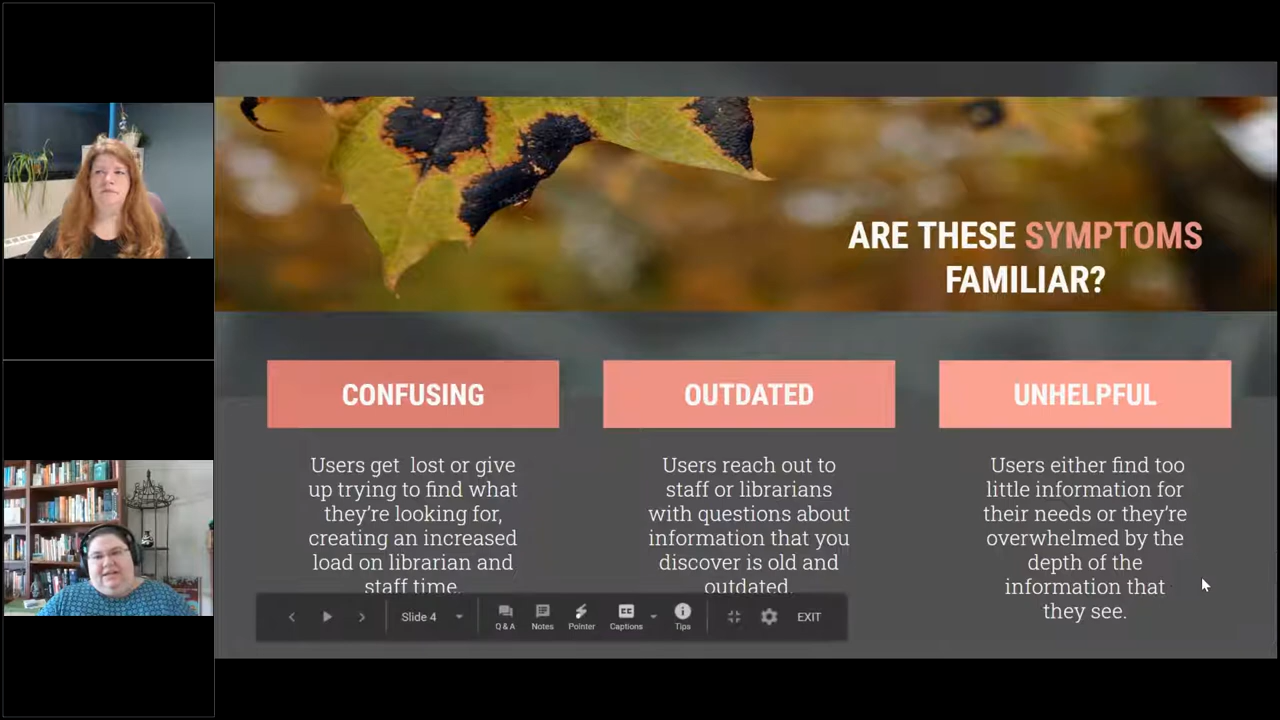 ARE THESE SYMPTOMS
FAMILIAR?
CONFUSING
Users get lost or give
up trying to find what
they're looking for,
creating an increased
load on librarian and
staff time.
OUTDATED
Users reach out to
staff or librarians
with questions about
information that you
discover is old and
outdated.
UNHELPFUL
Users either find too
little information for
their needs or they're
overwhelmed by the
depth of the
information that
they see.
Slide 4
Q & A
Notes
Pointer
Captions
Tips
EXIT